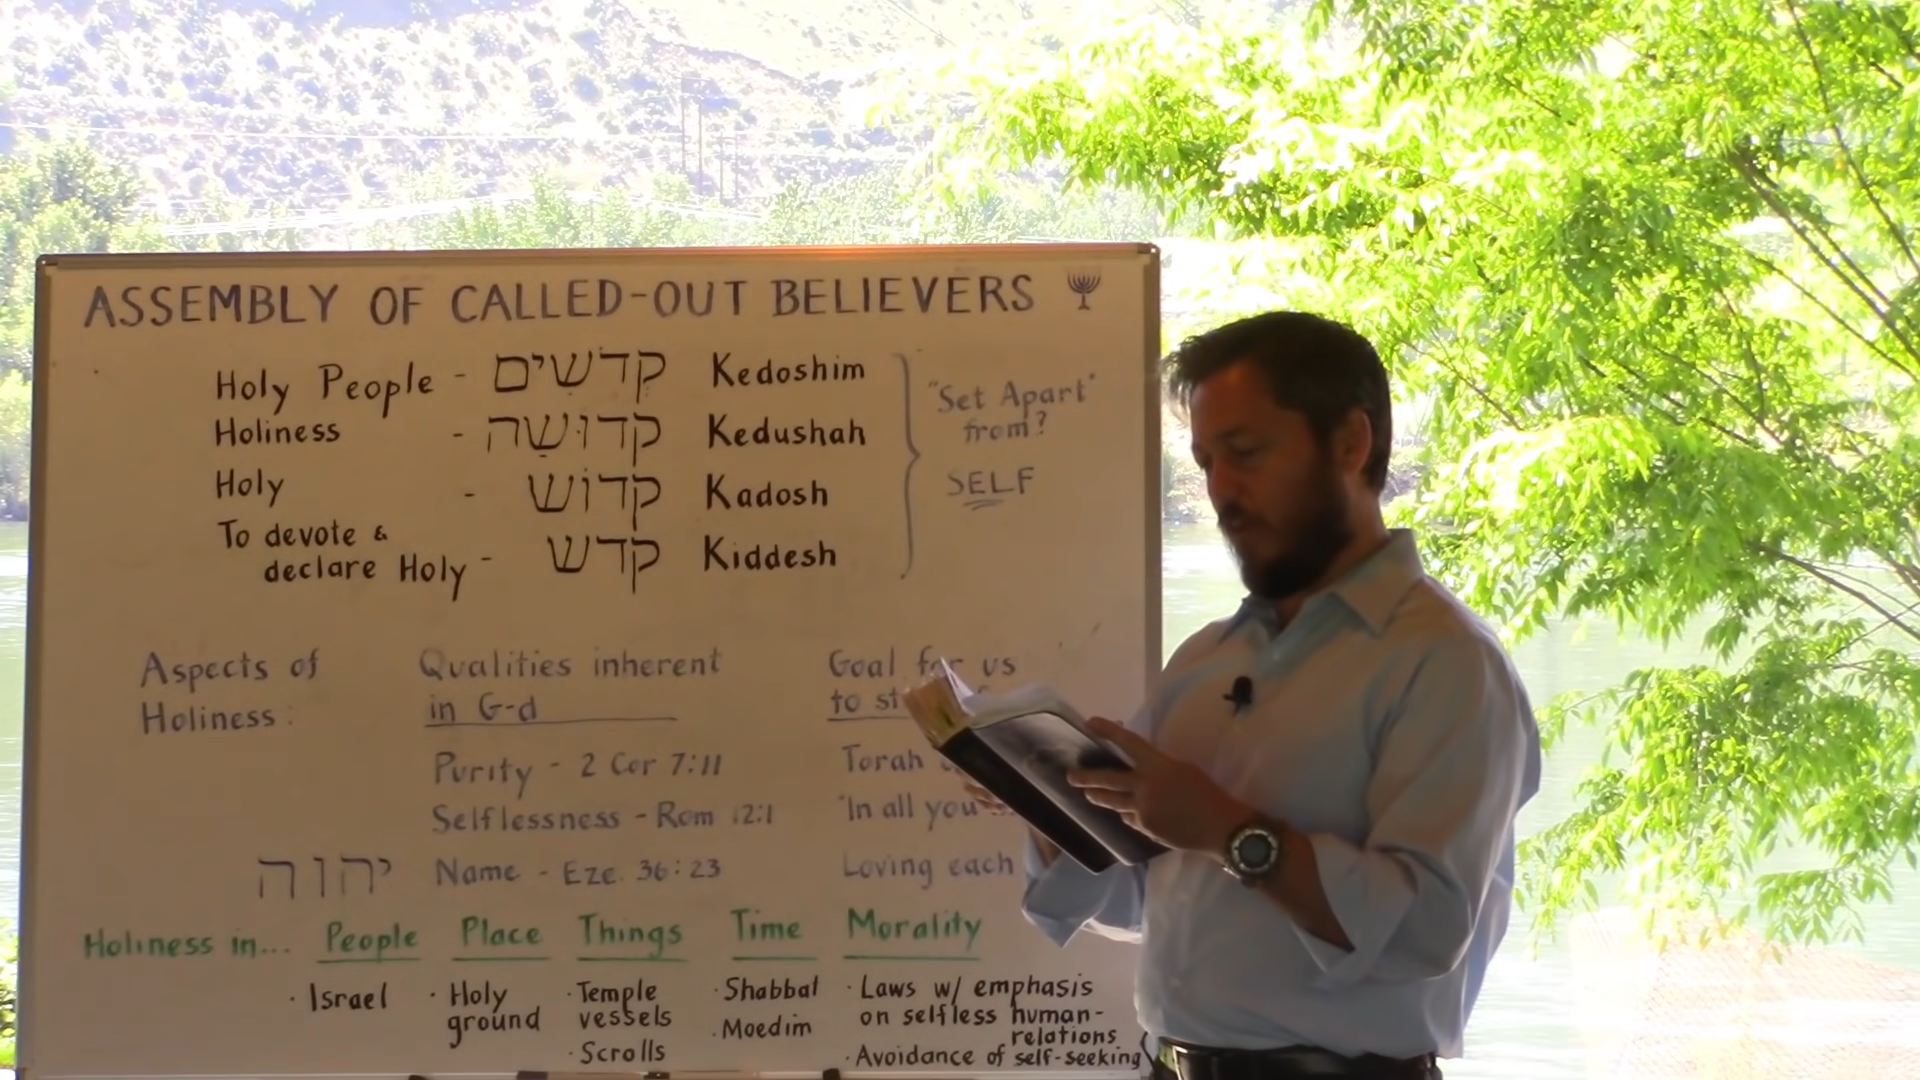 ASSEMBLY OF CALLED-OUT BELIEVERS
Holy People - קדשים Kedoshim
Holiness - קדושה Kedushah
Holy - קדוש Kadosh
To devote &
declare Holy - קדש Kiddesh
"Set Apart"
from?
SELF
Aspects of
Holiness:
Qualities inherent
in G-d
Purity - 2 Cor 7:11
Selflessness - Rom 12:1
יהוה Name - Eze. 36:23
Goal for us
to
Torah
"In all you
Loving each
Holiness in... People Place Things Time Morality
· Israel
· Holy
ground
· Temple
vessels
· Scrolls
· Shabbat
· Moedim
· Laws w/ emphasis
on selfless human-
relations
· Avoidance of self-seeking